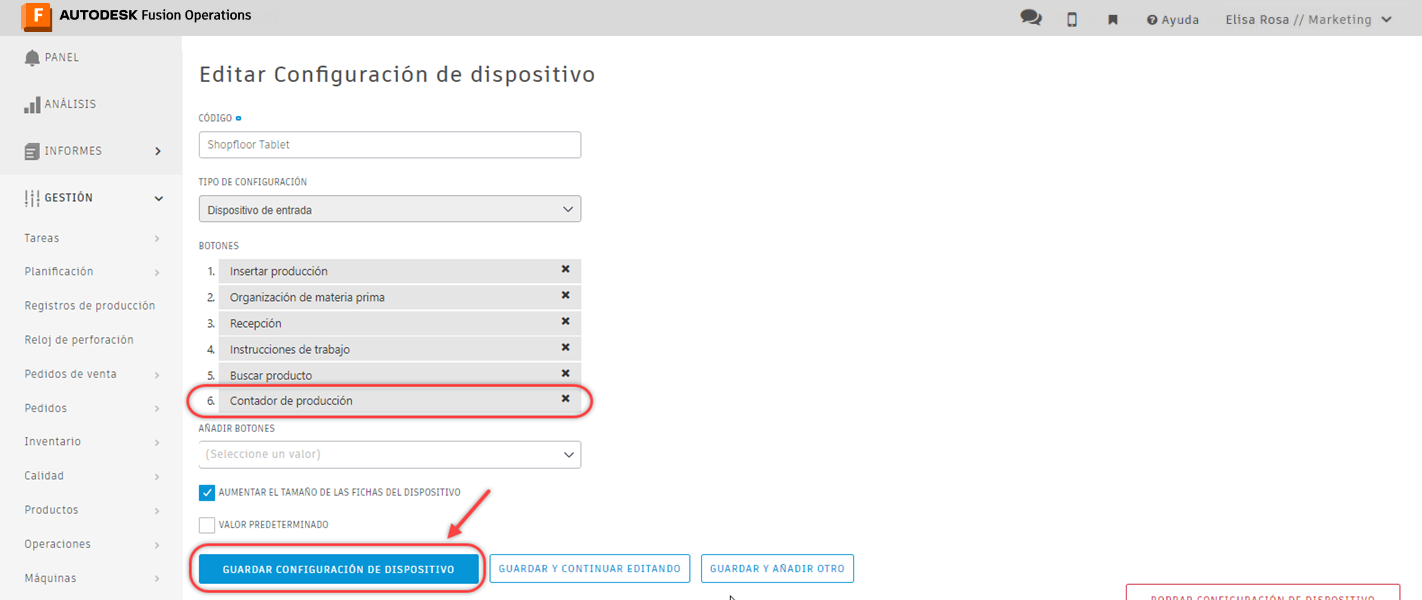 F AUTODESK Fusion Operations
Ayuda
Elisa Rosa // Marketing
PANEL
ANÁLISIS
INFORMES
GESTIÓN
Tareas
Planificación
Registros de producción
Reloj de perforación
Pedidos de venta
Pedidos
Inventario
Calidad
Productos
Operaciones
Máquinas
Editar Configuración de dispositivo
CÓDIGO
Shopfloor Tablet
TIPO DE CONFIGURACIÓN
Dispositivo de entrada
BOTONES
1. Insertar producción
2. Organización de materia prima
3. Recepción
4. Instrucciones de trabajo
5. Buscar producto
6. Contador de producción
AÑADIR BOTONES
(Seleccione un valor)
AUMENTAR EL TAMAÑO DE LAS FICHAS DEL DISPOSITIVO
VALOR PREDETERMINADO
GUARDAR CONFIGURACIÓN DE DISPOSITIVO
GUARDAR Y CONTINUAR EDITANDO
GUARDAR Y AÑADIR OTRO
BORRAR CONFIGURACIÓN DE DISPOSITIVO